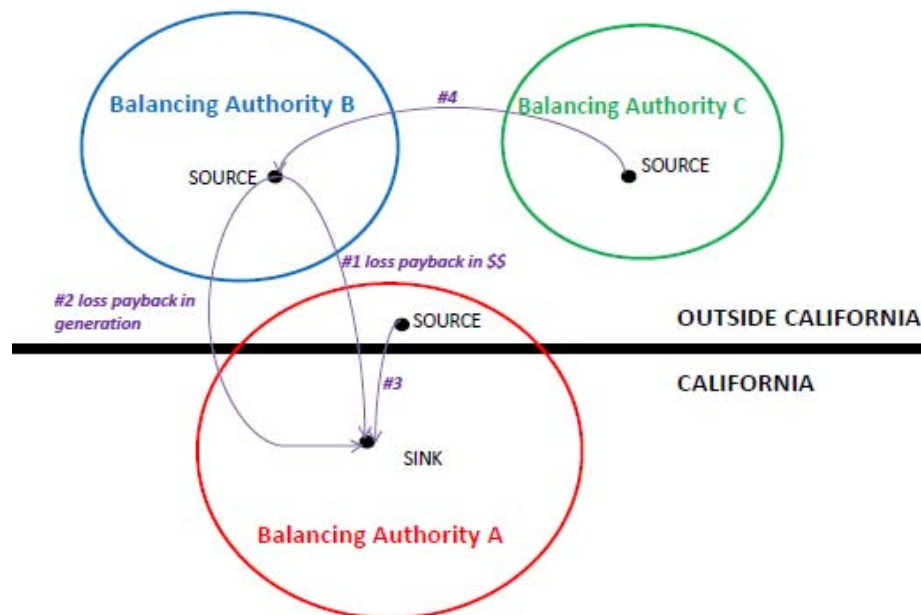 #4
Balancing Authority B
Balancing Authority C
SOURCE
SOURCE
#1 loss payback in $$
#2 loss payback in
generation
SOURCE
OUTSIDE CALIFORNIA
#3
CALIFORNIA
SINK
Balancing Authority A